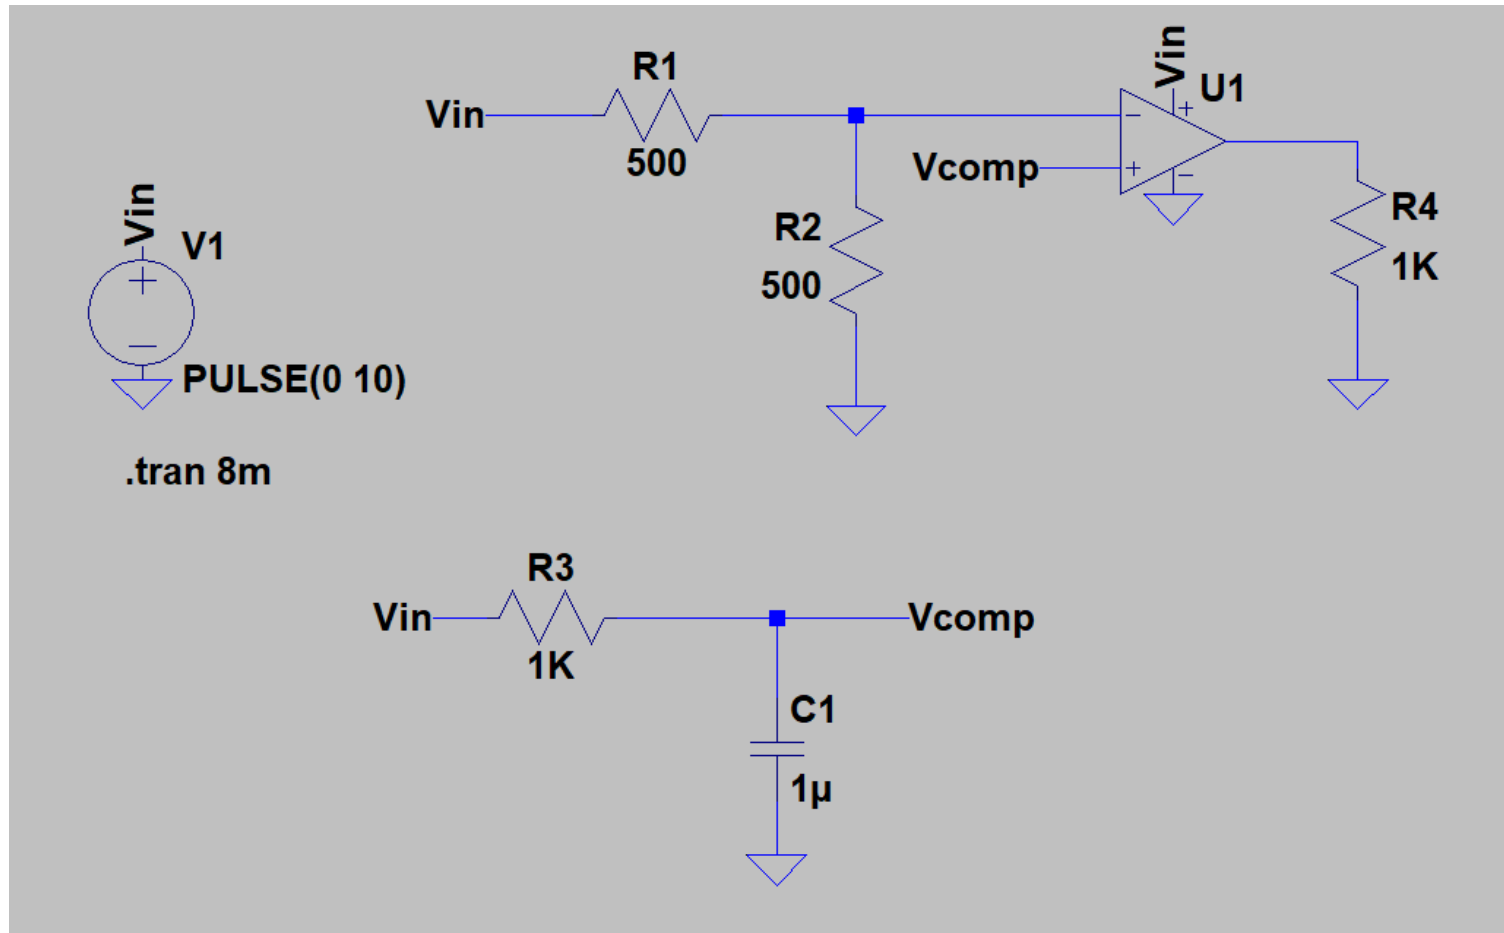 R1
Vin
500
Vin
U1
Vcomp
R2
500
R4
1K
Vin
V1
PULSE(0 10)
.tran 8m
R3
Vin
1K
Vcomp
C1
1µ